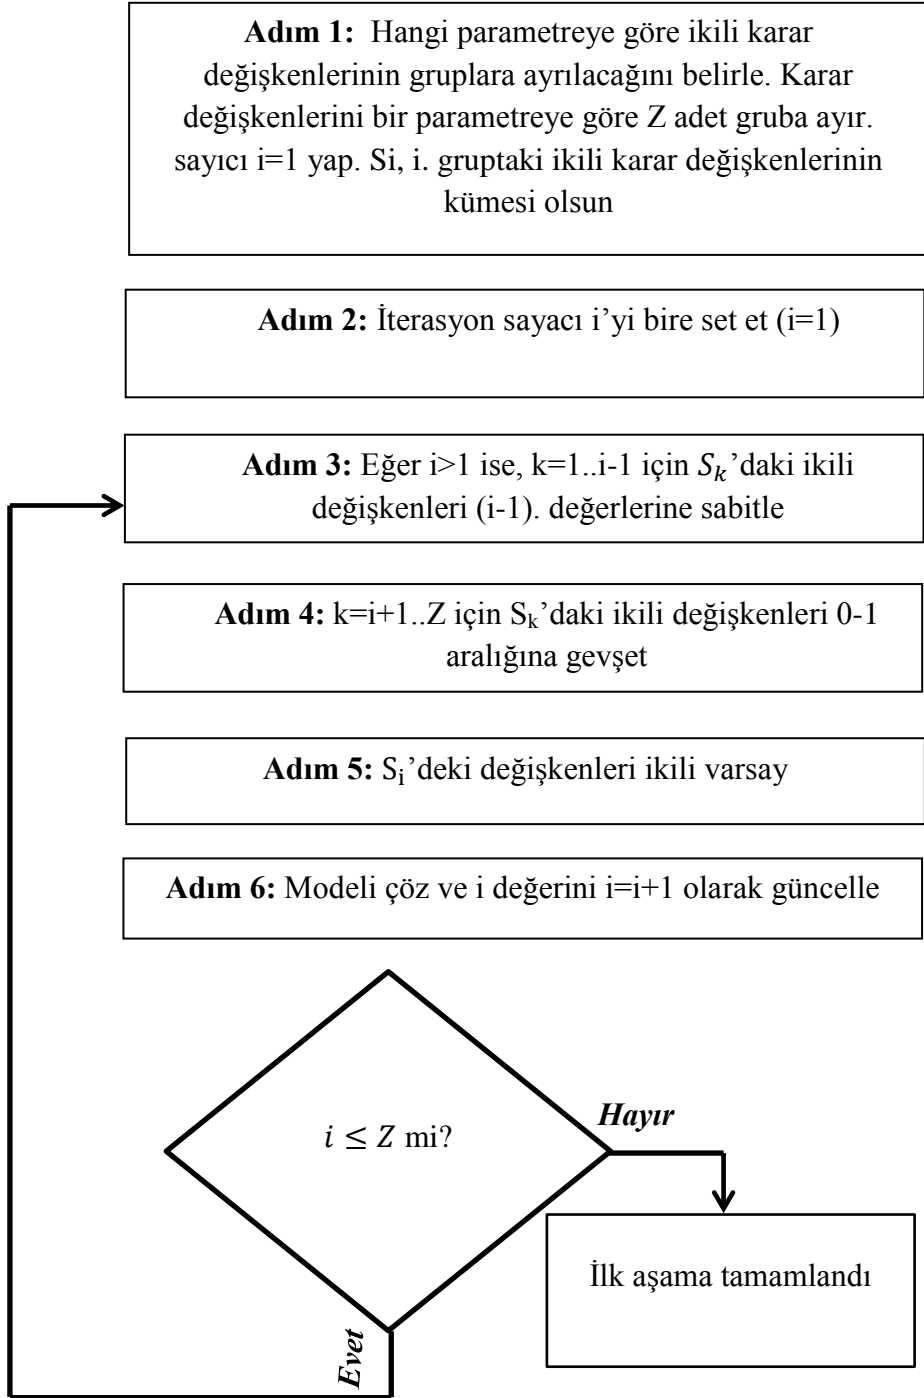 Adım 1: Hangi parametreye göre ikili karar
değişkenlerinin gruplara ayrılacağını belirle. Karar
değişkenlerini bir parametreye göre Z adet gruba ayır.
sayıcı i=1 yap. Si, i. gruptaki ikili karar değişkenlerinin
kümesi olsun
Adım 2: İterasyon sayacı i’yi bire set et (i=1)
Adım 3: Eğer i>1 ise, k=1..i-1 için 𝑆ₖ’daki ikili
değişkenleri (i-1). değerlerine sabitle
Adım 4: k=i+1..Z için Sₖ’daki ikili değişkenleri 0-1
aralığına gevşet
Adım 5: Sᵢ’deki değişkenleri ikili varsay
Adım 6: Modeli çöz ve i değerini i=i+1 olarak güncelle
𝑖 ≤ 𝑍 mi?
Hayır
İlk aşama tamamlandı
Evet